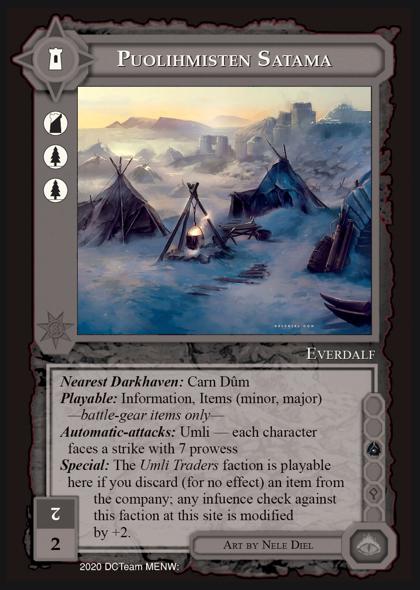 Puolihmisten Satama
Everdalf
Nearest Darkhaven: Carn Dûm
Playable: Information, Items (minor, major)
—battle-gear items only—
Automatic-attacks: Umli — each character
faces a strike with 7 prowess
Special: The Umli Traders faction is playable
here if you discard (for no effect) an item from
the company; any infuence check against
this faction at this site is modified
by +2.
2
2
Art by Nele Diel
2020 DCTeam MENW: